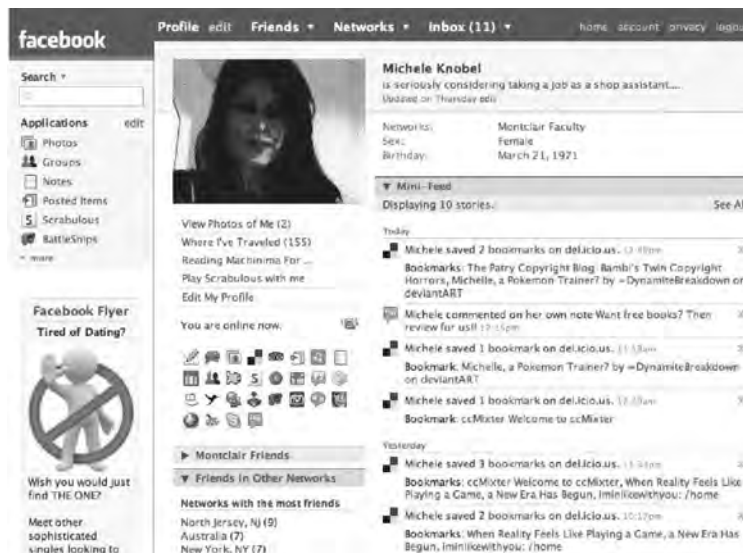 facebook
Profile edit Friends Networks Inbox (11) home account privacy logout
Search
Applications edit
Photos
Groups
Notes
Posted Items
Scrabulous
BattleSnips
more
Facebook Flyer
Tired of Dating?
Wish you would just
find THE ONE?
Meet other
sophisticated
singles looking to
View Photos of Me (2)
Where I've Traveled (155)
Reading Machinima For ...
Play Scrabulous with me
Edit My Profile
You are online now.
Montclair Friends
Friends in Other Networks
Networks with the most friends
North Jersey, NJ (9)
Australia (7)
New York, NY (7)
Michele Knobel
is seriously considering taking a job as a shop assistant....
Updated on Thursday edit
Networks: Montclair Faculty
Sex: Female
Birthday: March 21, 1971
Mini-Feed
Displaying 10 stories. See Al
Today
Michele saved 2 bookmarks on del.icio.us.
Bookmarks: The Patry Copyright Blog, Bambi's Twin Copyright
Horrors, Michelle, a Pokemon Trainer? by =DynamiteBreakdown on
deviantART
Michele commented on her own note Want free books? Then
review for us!!
Michele saved 1 bookmark on del.icio.us.
Bookmark: Michelle, a Pokemon Trainer? by =DynamiteBreakdown
on deviantART
Michele saved 1 bookmark on del.icio.us.
Bookmark: ccMixter Welcome to ccMixter
Yesterday
Michele saved 3 bookmarks on del.icio.us.
Bookmarks: ccMixter Welcome to ccMixter, When Reality Feels Like
Playing a Game, a New Era Has Begun, iminlikewithyou: /home
Michele saved 2 bookmarks on del.icio.us.
Bookmarks: When Reality Feels Like Playing a Game, a New Era Has
Begun, iminlikewithyou: /home